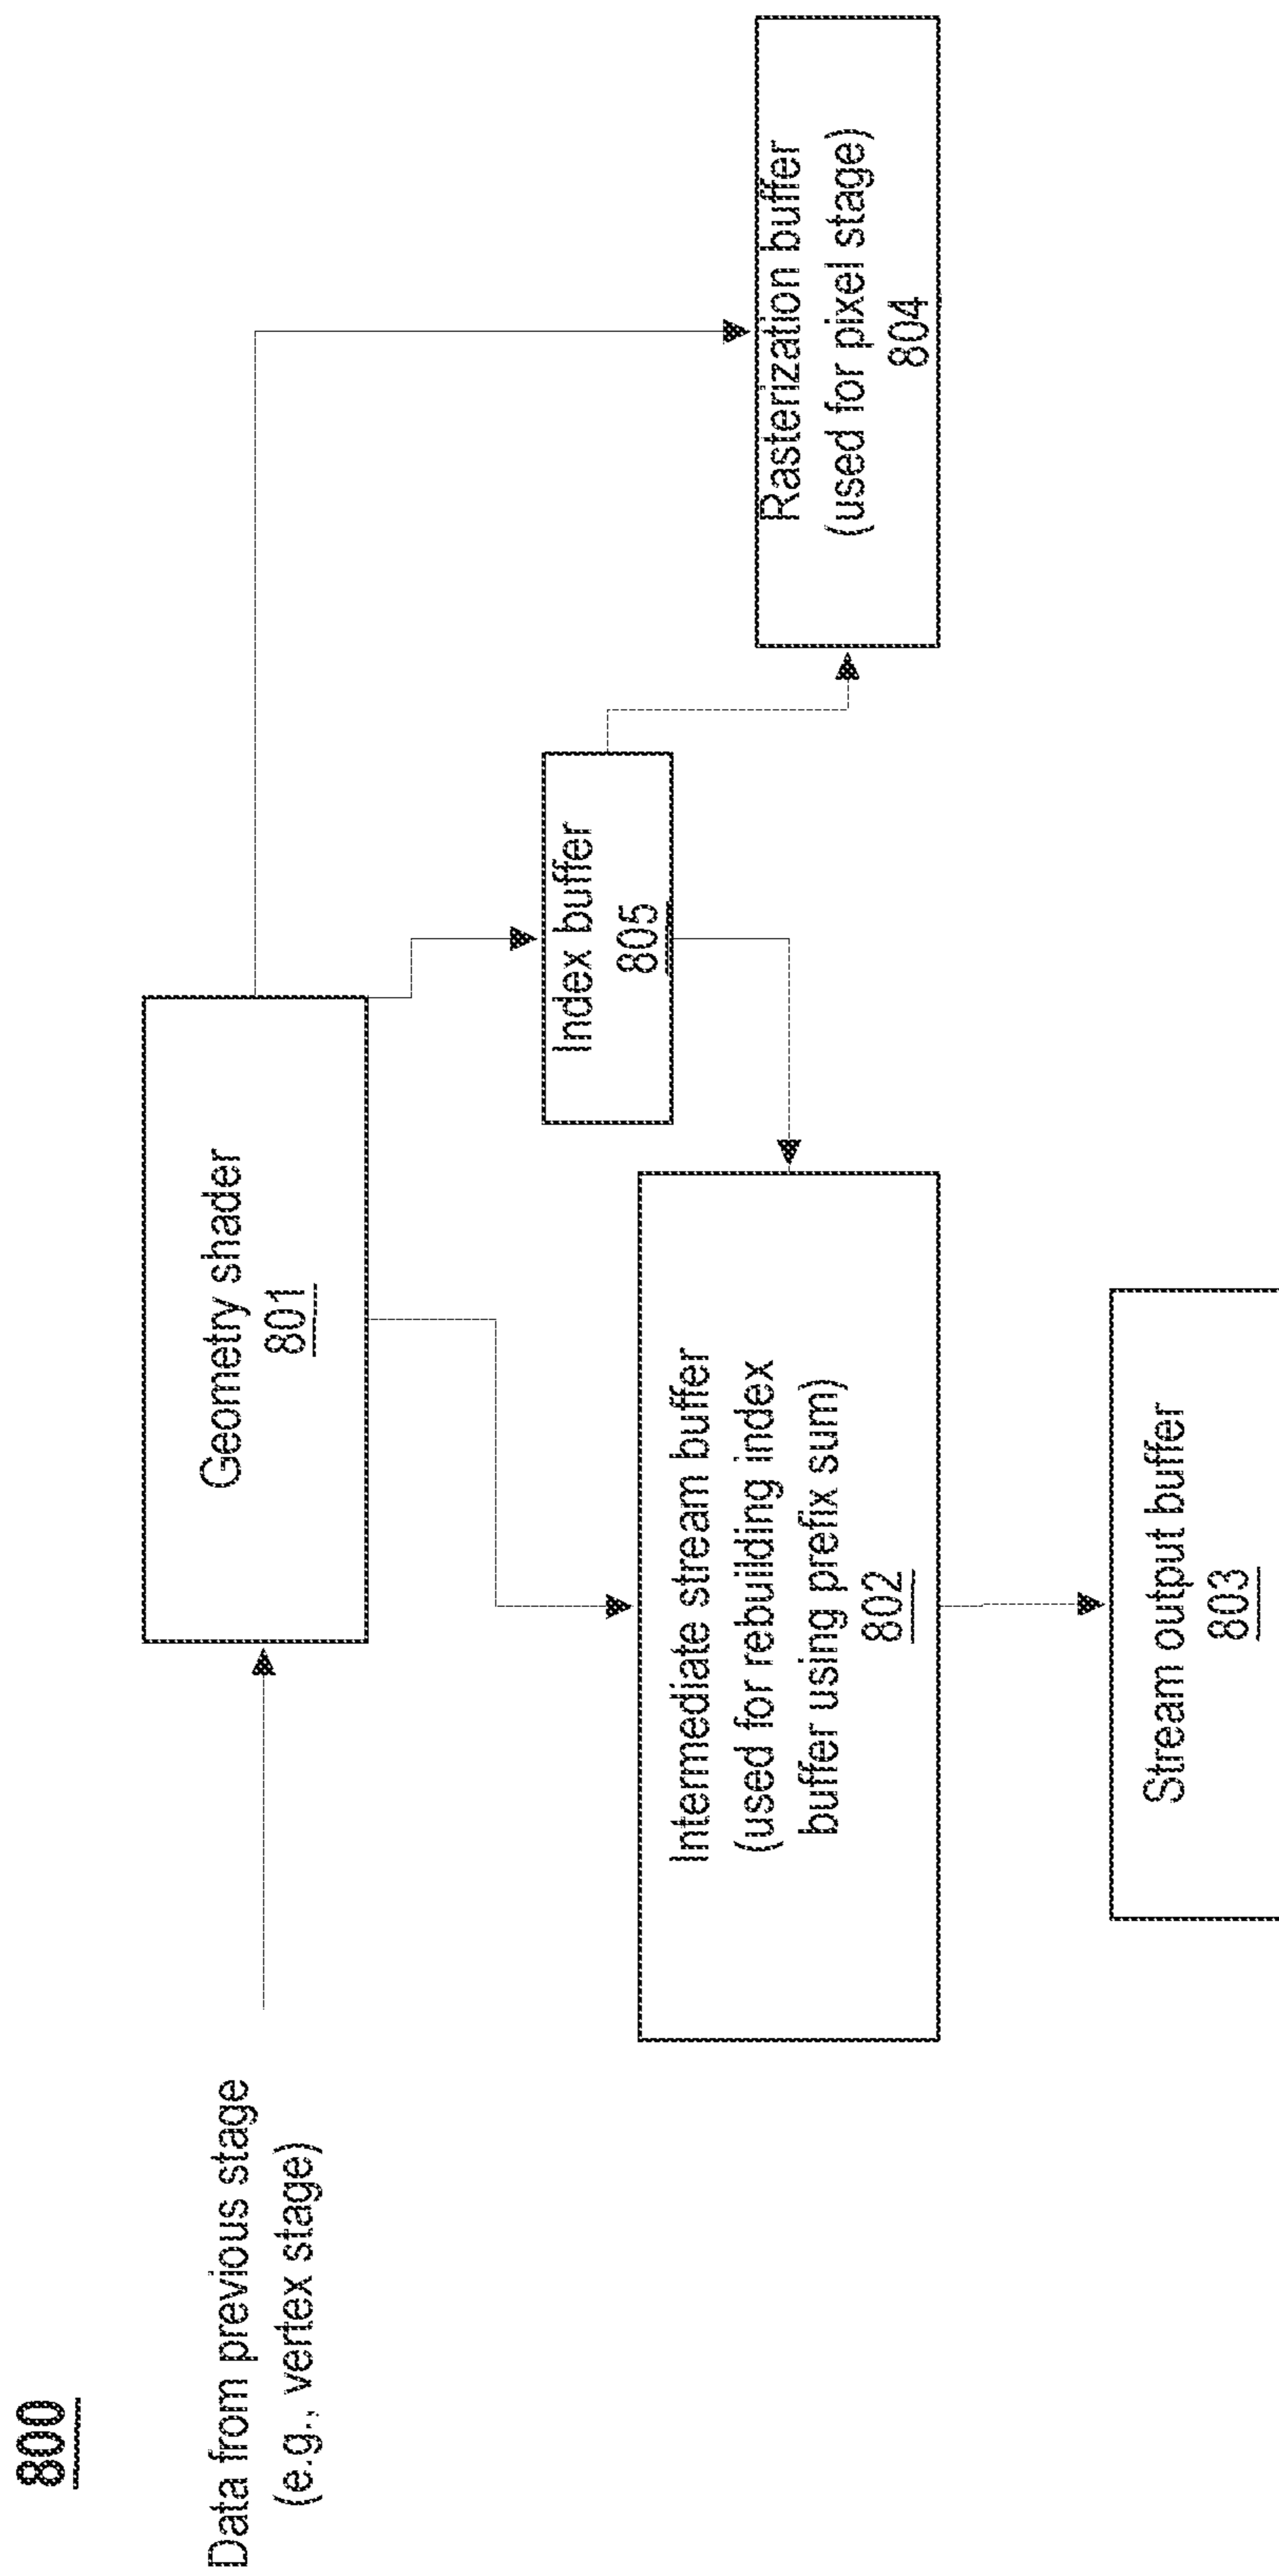 800
Data from previous stage
(e.g., vertex stage)
Geometry shader
801
Index buffer
805
Rasterization buffer
(used for pixel stage)
804
Intermediate stream buffer
(used for rebuilding index
buffer using prefix sum)
802
Stream output buffer
803